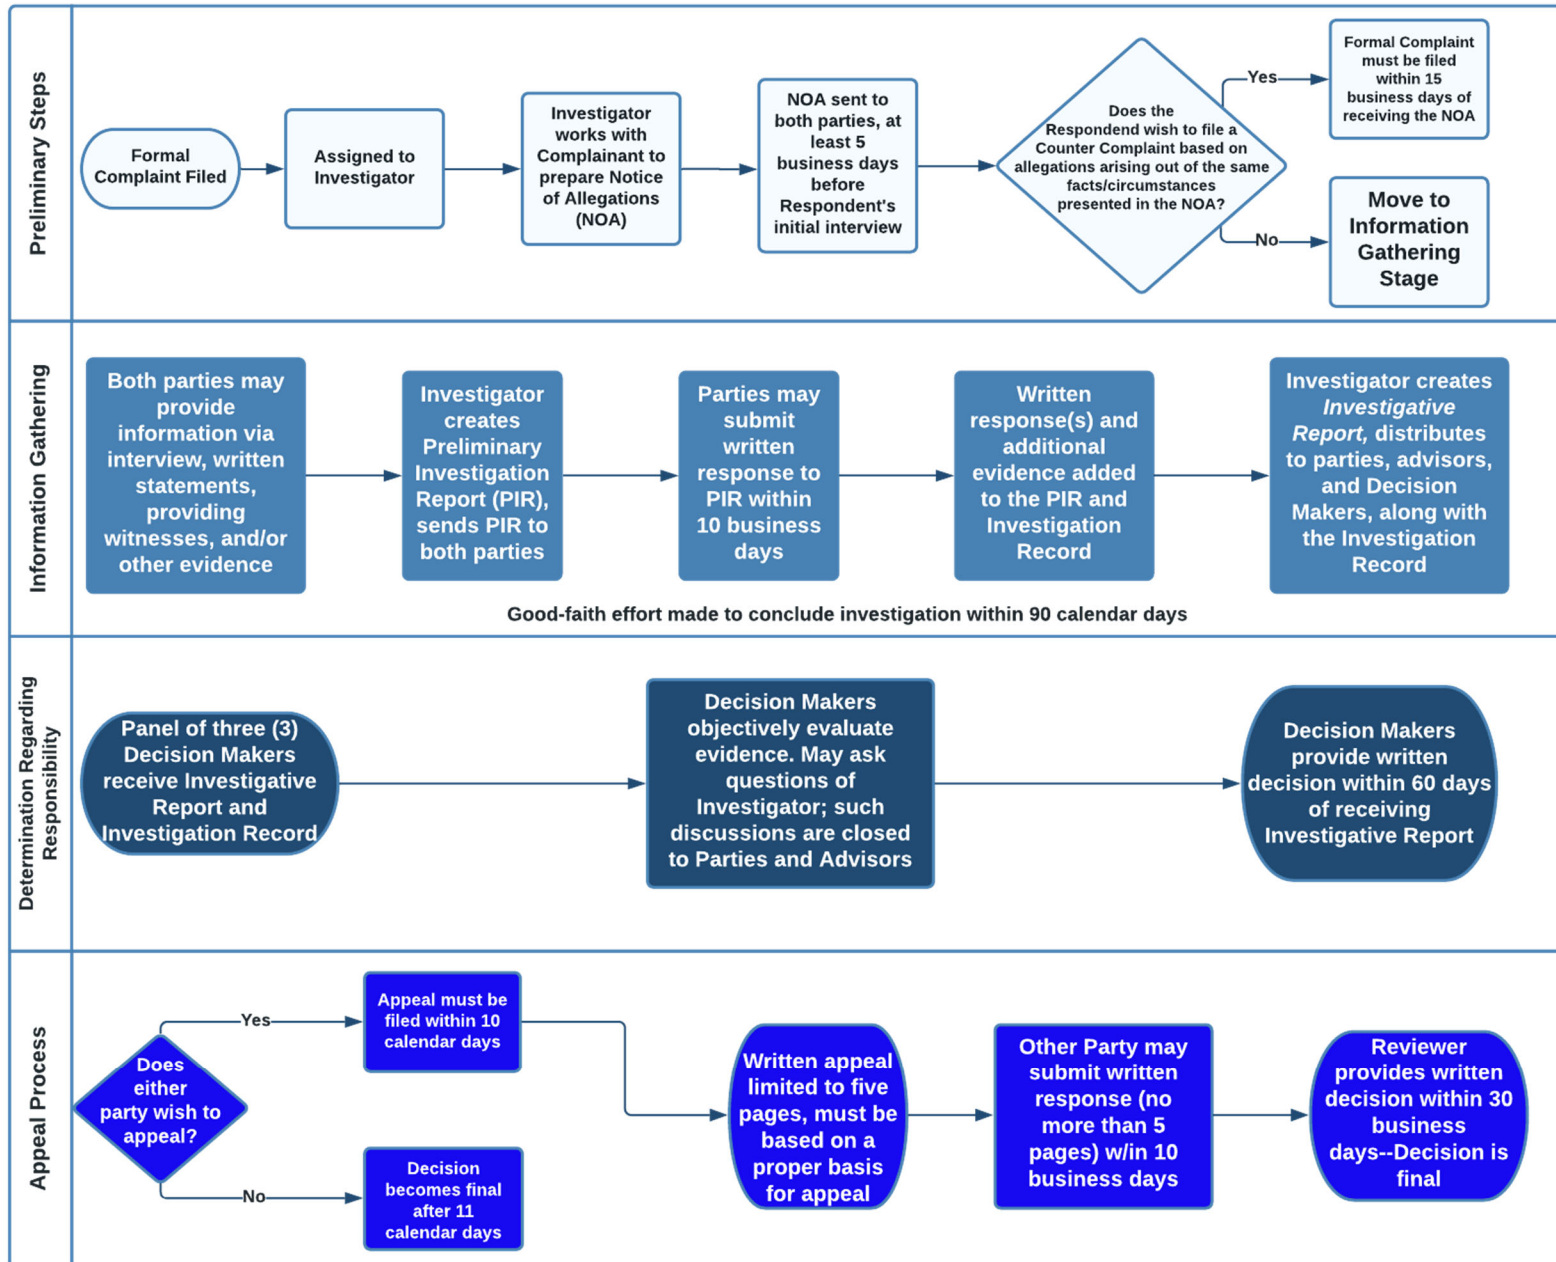 Preliminary Steps
Formal
Complaint Filed
Assigned to
Investigator
Investigator
works with
Complainant to
prepare Notice
of Allegations
(NOA)
NOA sent to
both parties, at
least 5
business days
before
Respondent's
initial interview
Does the
Respondend wish to file a
Counter Complaint based on
allegations arising out of the same
facts/circumstances
presented in the NOA?
Yes
Formal Complaint
must be filed
within 15
business days of
receiving the NOA
No
Move to
Information
Gathering
Stage
Information Gathering
Both parties may
provide
information via
interview, written
statements,
providing
witnesses, and/or
other evidence
Investigator
creates
Preliminary
Investigation
Report (PIR),
sends PIR to
both parties
Parties may
submit
written
response to
PIR within
10 business
days
Written
response(s) and
additional
evidence added
to the PIR and
Investigation
Record
Investigator creates
Investigative
Report, distributes
to parties, advisors,
and Decision
Makers, along with
the Investigation
Record
Good-faith effort made to conclude investigation within 90 calendar days
Determination Regarding
Responsibility
Panel of three (3)
Decision Makers
receive Investigative
Report and
Investigation Record
Decision Makers
objectively evaluate
evidence. May ask
questions of
Investigator; such
discussions are closed
to Parties and Advisors
Decision Makers
provide written
decision within 60 days
of receiving
Investigative Report
Appeal Process
Does
either
party wish to
appeal?
Yes
Appeal must be
filed within 10
calendar days
No
Decision
becomes final
after 11
calendar days
Written appeal
limited to five
pages, must be
based on a
proper basis
for appeal
Other Party may
submit written
response (no
more than 5
pages) w/in 10
business days
Reviewer
provides written
decision within 30
business
days--Decision is
final